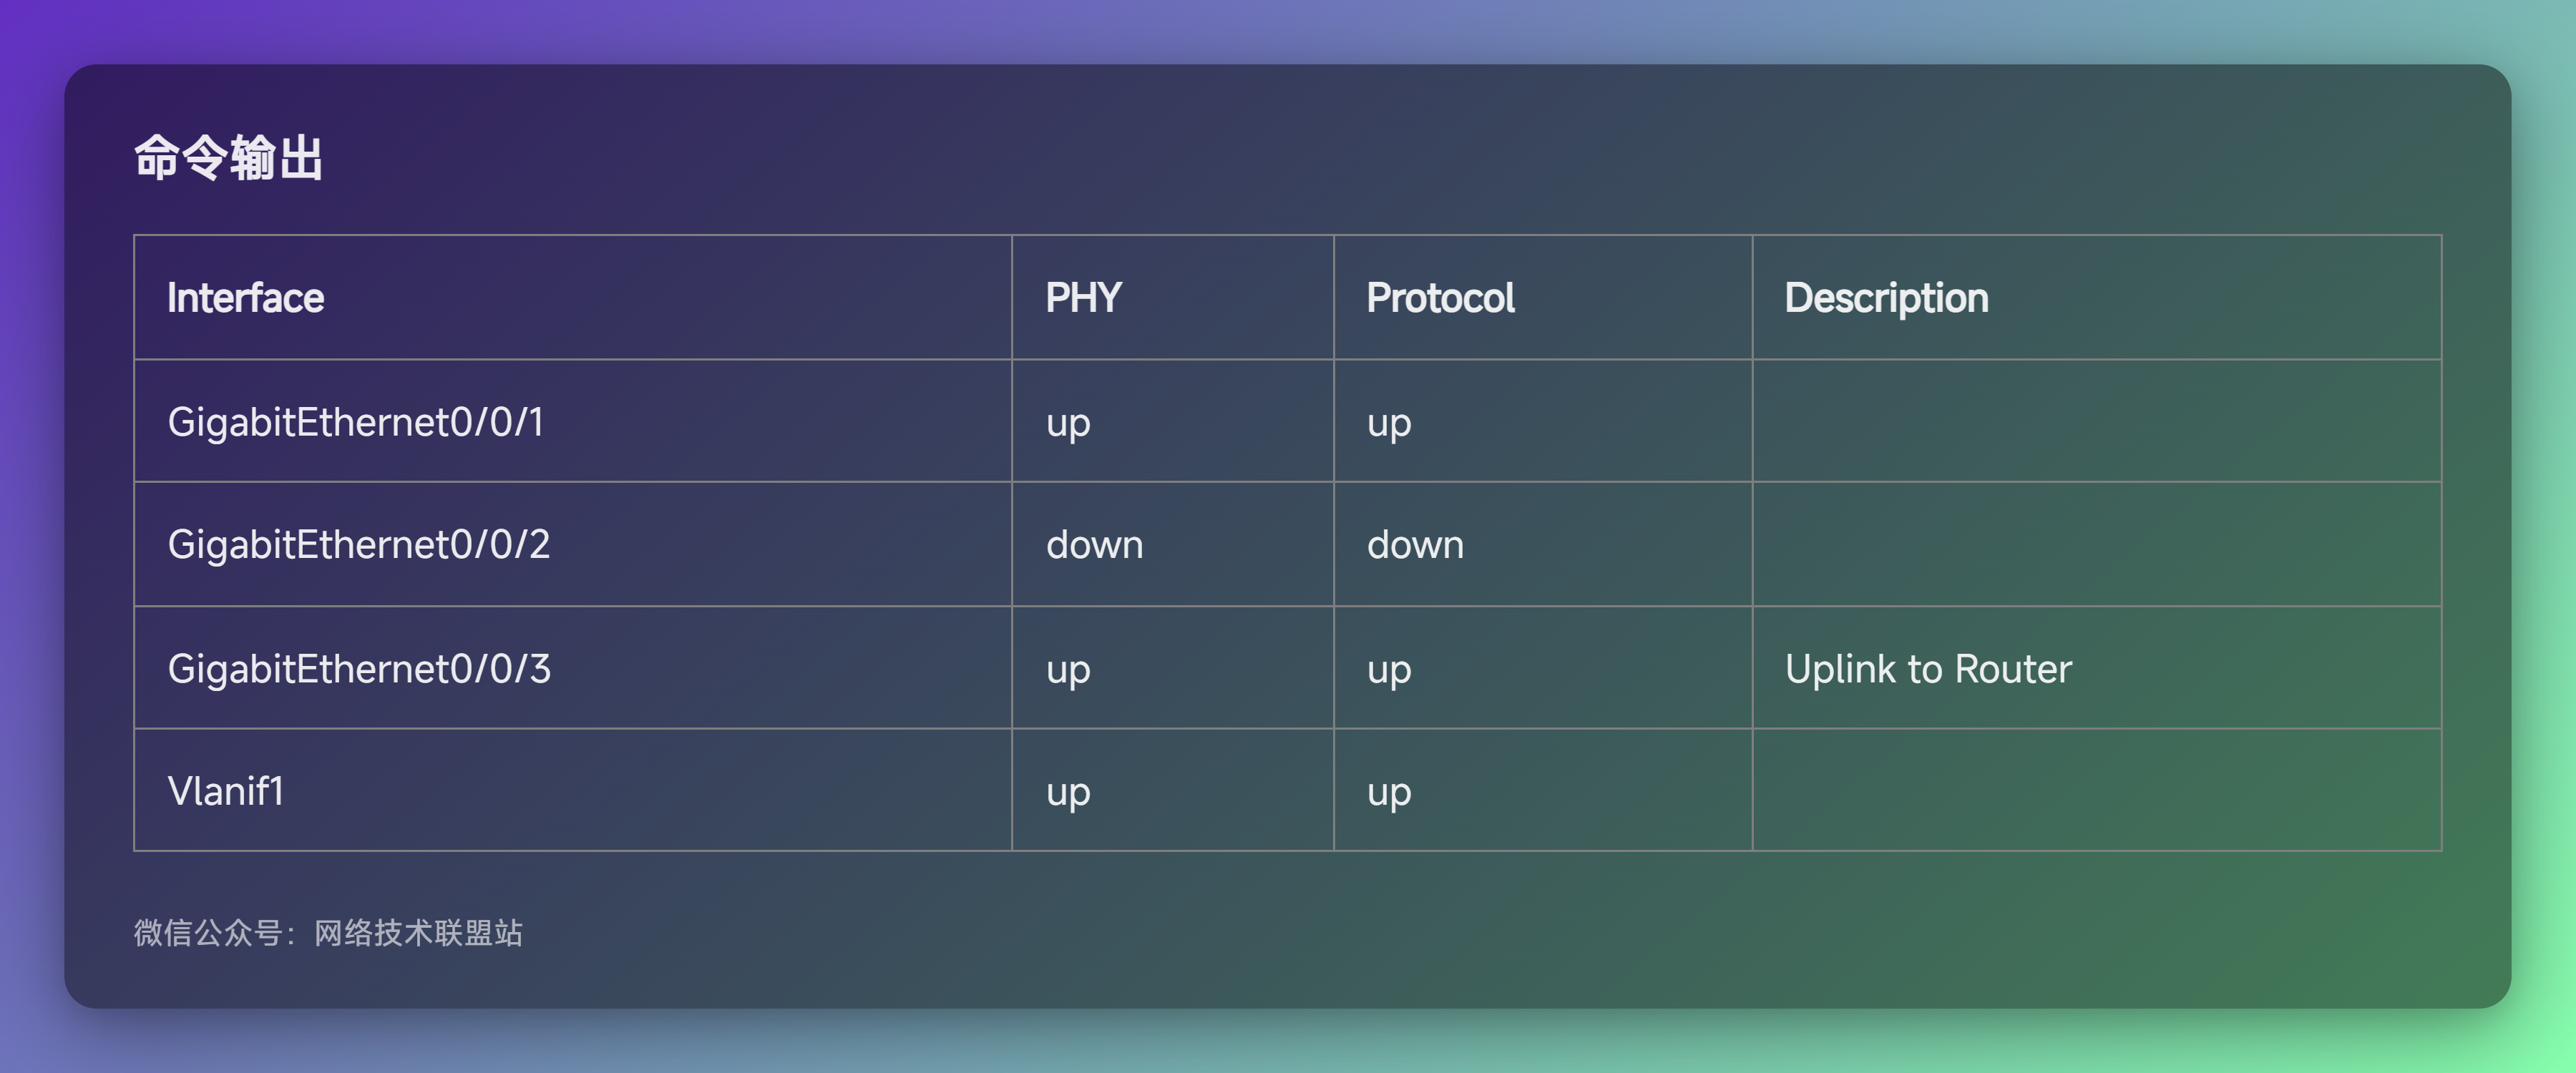 命令输出
Interface PHY Protocol Description
GigabitEthernet0/0/1 up up
GigabitEthernet0/0/2 down down
GigabitEthernet0/0/3 up up Uplink to Router
Vlanif1 up up
微信公众号：网络技术联盟站